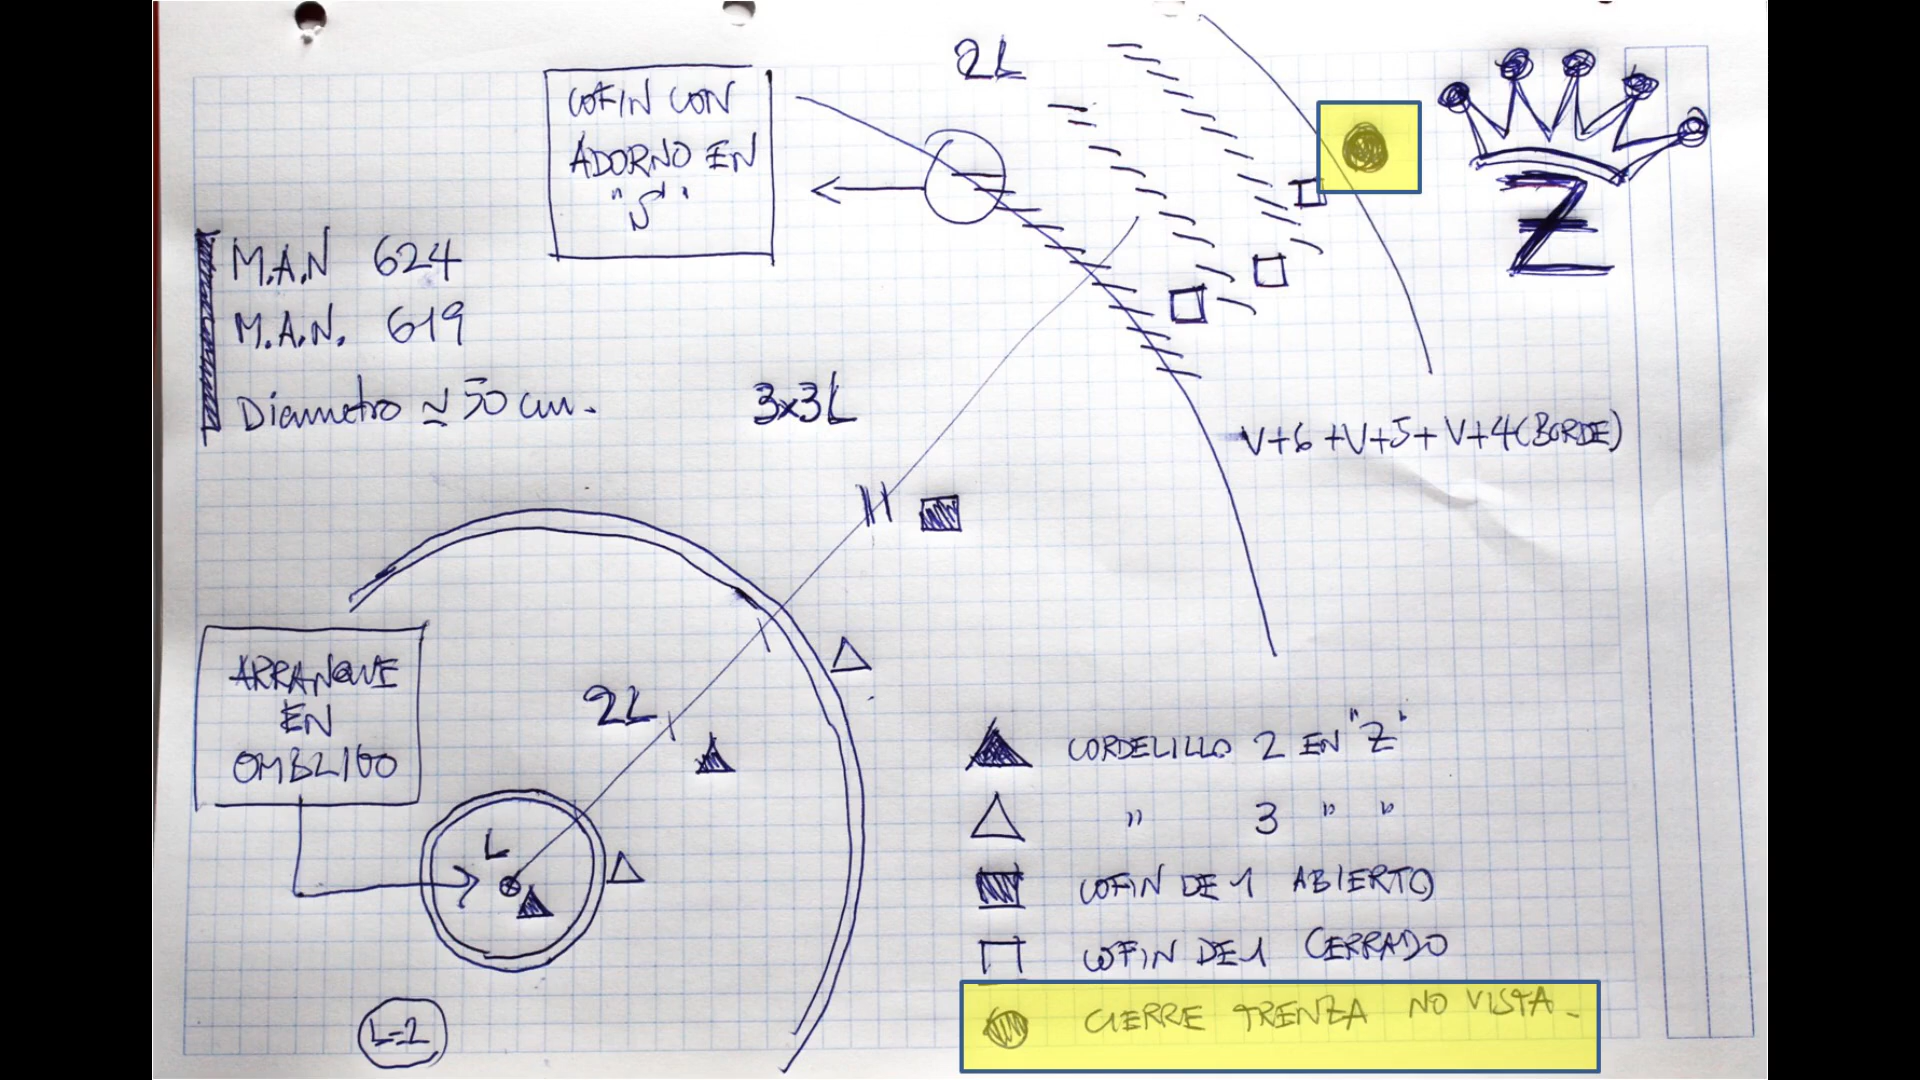 COFIN CON
ADORNO EN
"S"
2L
Z
M.A.N 624
M.A.N. 619
Diametro ≃ 50 cm.
3x3L
V+6 +V+5+ V+4(BORDE)
ARRANQUE
EN
OMBLIGO
2L
L
L=2
CORDELILLO 2 EN "Z"
" 3 " "
COFIN DE 1 ABIERTO
COFIN DE 1 CERRADO
CIERRE TRENZA NO VISTA.